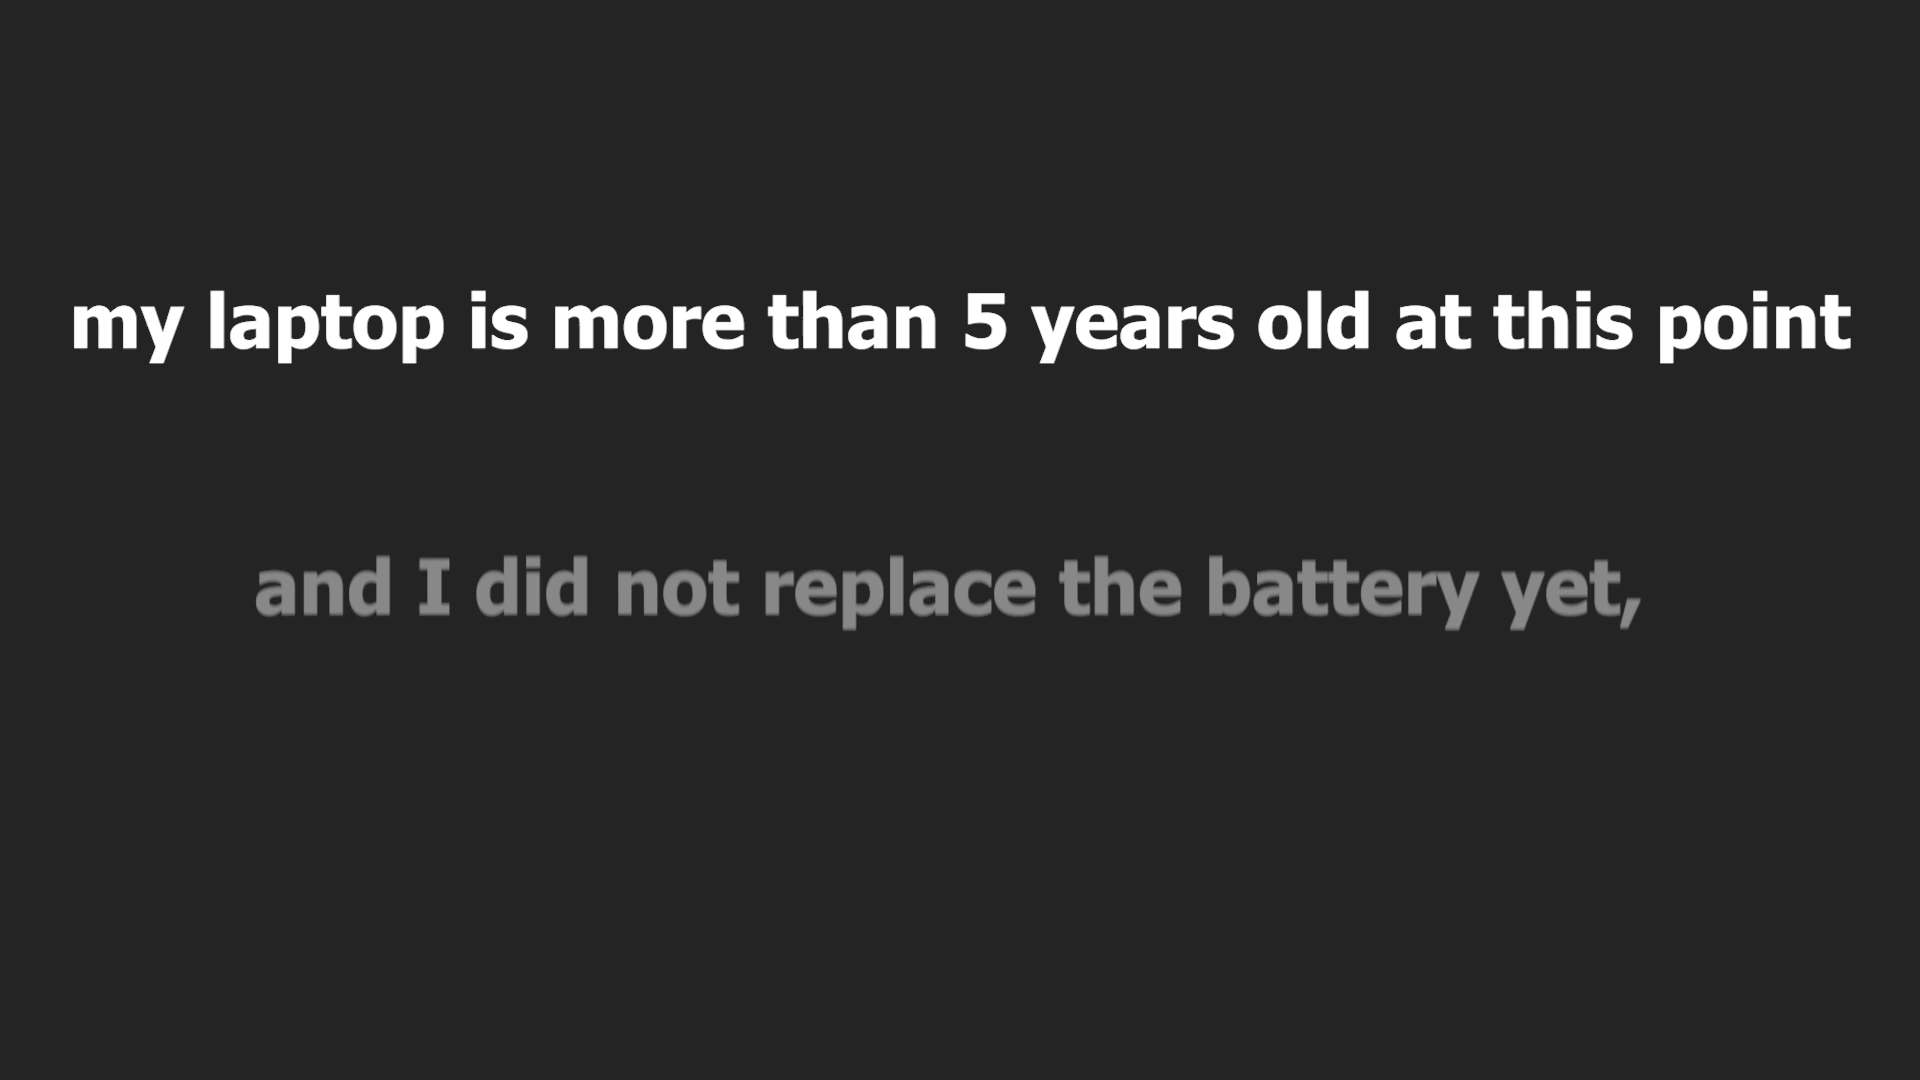 my laptop is more than 5 years old at this point
and I did not replace the battery yet,